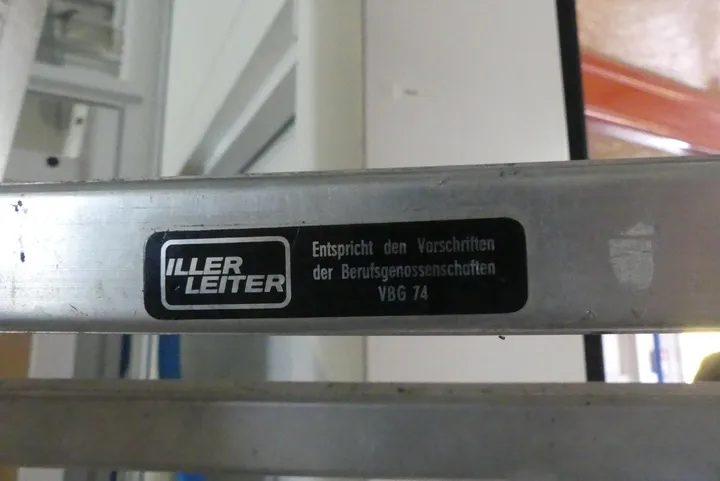 ILLER
LEITER
Entspricht den Vorschriften
der Berufsgenossenschaften
VBG 74